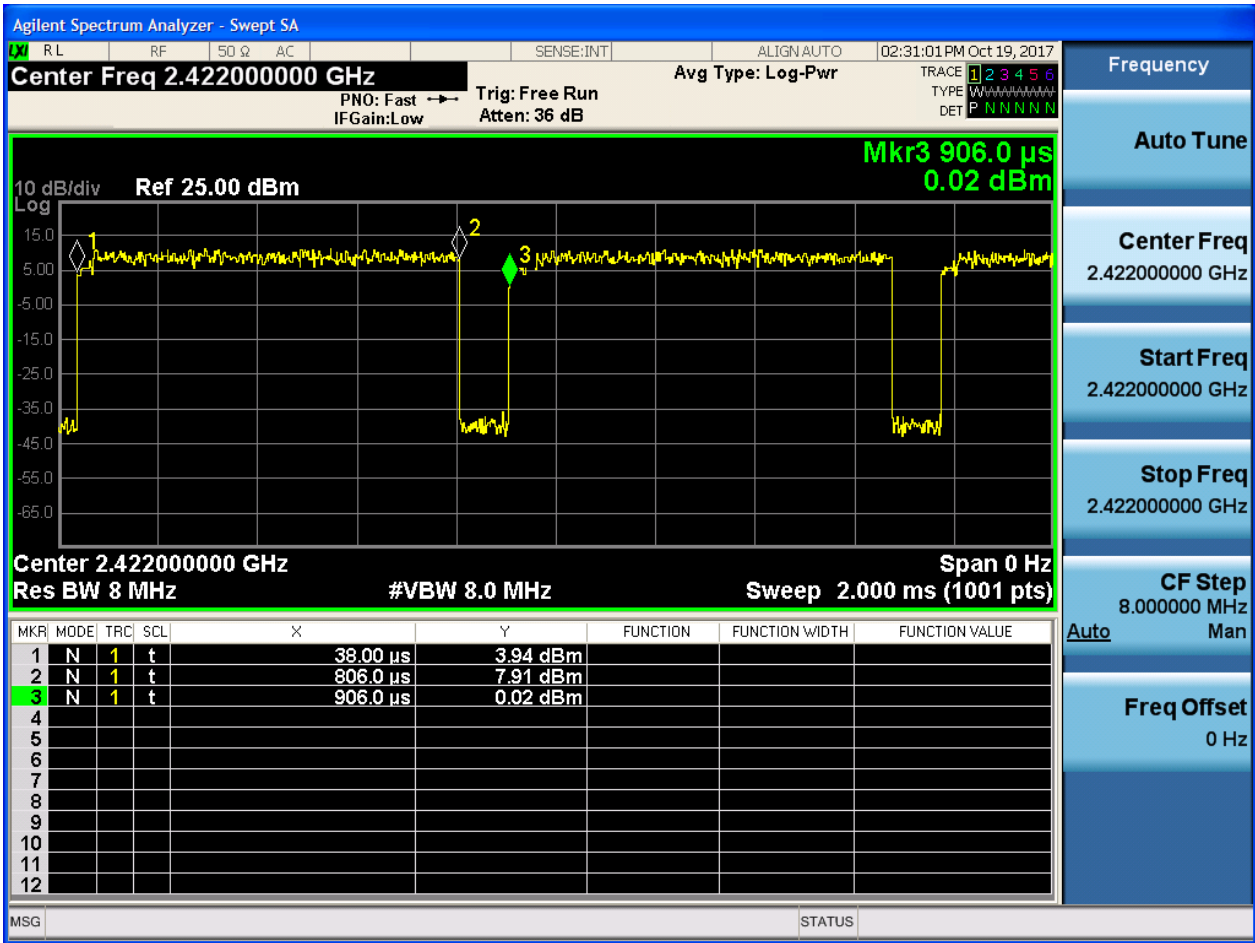 Agilent Spectrum Analyzer - Swept SA
LXI RL RF 50 Ω AC SENSE:INT ALIGNAUTO 02:31:01 PM Oct 19, 2017
Center Freq 2.422000000 GHz
PNO: Fast
IFGain:Low
Trig: Free Run
Atten: 36 dB
Avg Type: Log-Pwr
TRACE 1 2 3 4 5 6
TYPE WWWWWWW
DET P N N N N N
Mkr3 906.0 µs
0.02 dBm
10 dB/div Ref 25.00 dBm
Log
15.0
5.00
-5.00
-15.0
-25.0
-35.0
-45.0
-55.0
-65.0
1
2
3
Center 2.422000000 GHz Span 0 Hz
Res BW 8 MHz #VBW 8.0 MHz Sweep 2.000 ms (1001 pts)
MKR MODE TRC SCL X Y FUNCTION FUNCTION WIDTH FUNCTION VALUE
1 N 1 t 38.00 µs 3.94 dBm
2 N 1 t 806.0 µs 7.91 dBm
3 N 1 t 906.0 µs 0.02 dBm
4
5
6
7
8
9
10
11
12
MSG STATUS
Frequency
Auto Tune
Center Freq
2.422000000 GHz
Start Freq
2.422000000 GHz
Stop Freq
2.422000000 GHz
CF Step
8.000000 MHz
Auto Man
Freq Offset
0 Hz